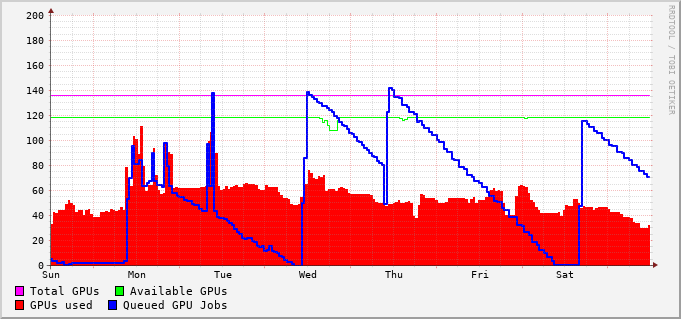 200
180
160
140
120
100
80
60
40
20
0
Sun Mon Tue Wed Thu Fri Sat
Total GPUs Available GPUs
GPUs used Queued GPU Jobs
RRDTOOL / TOBI OETIKER